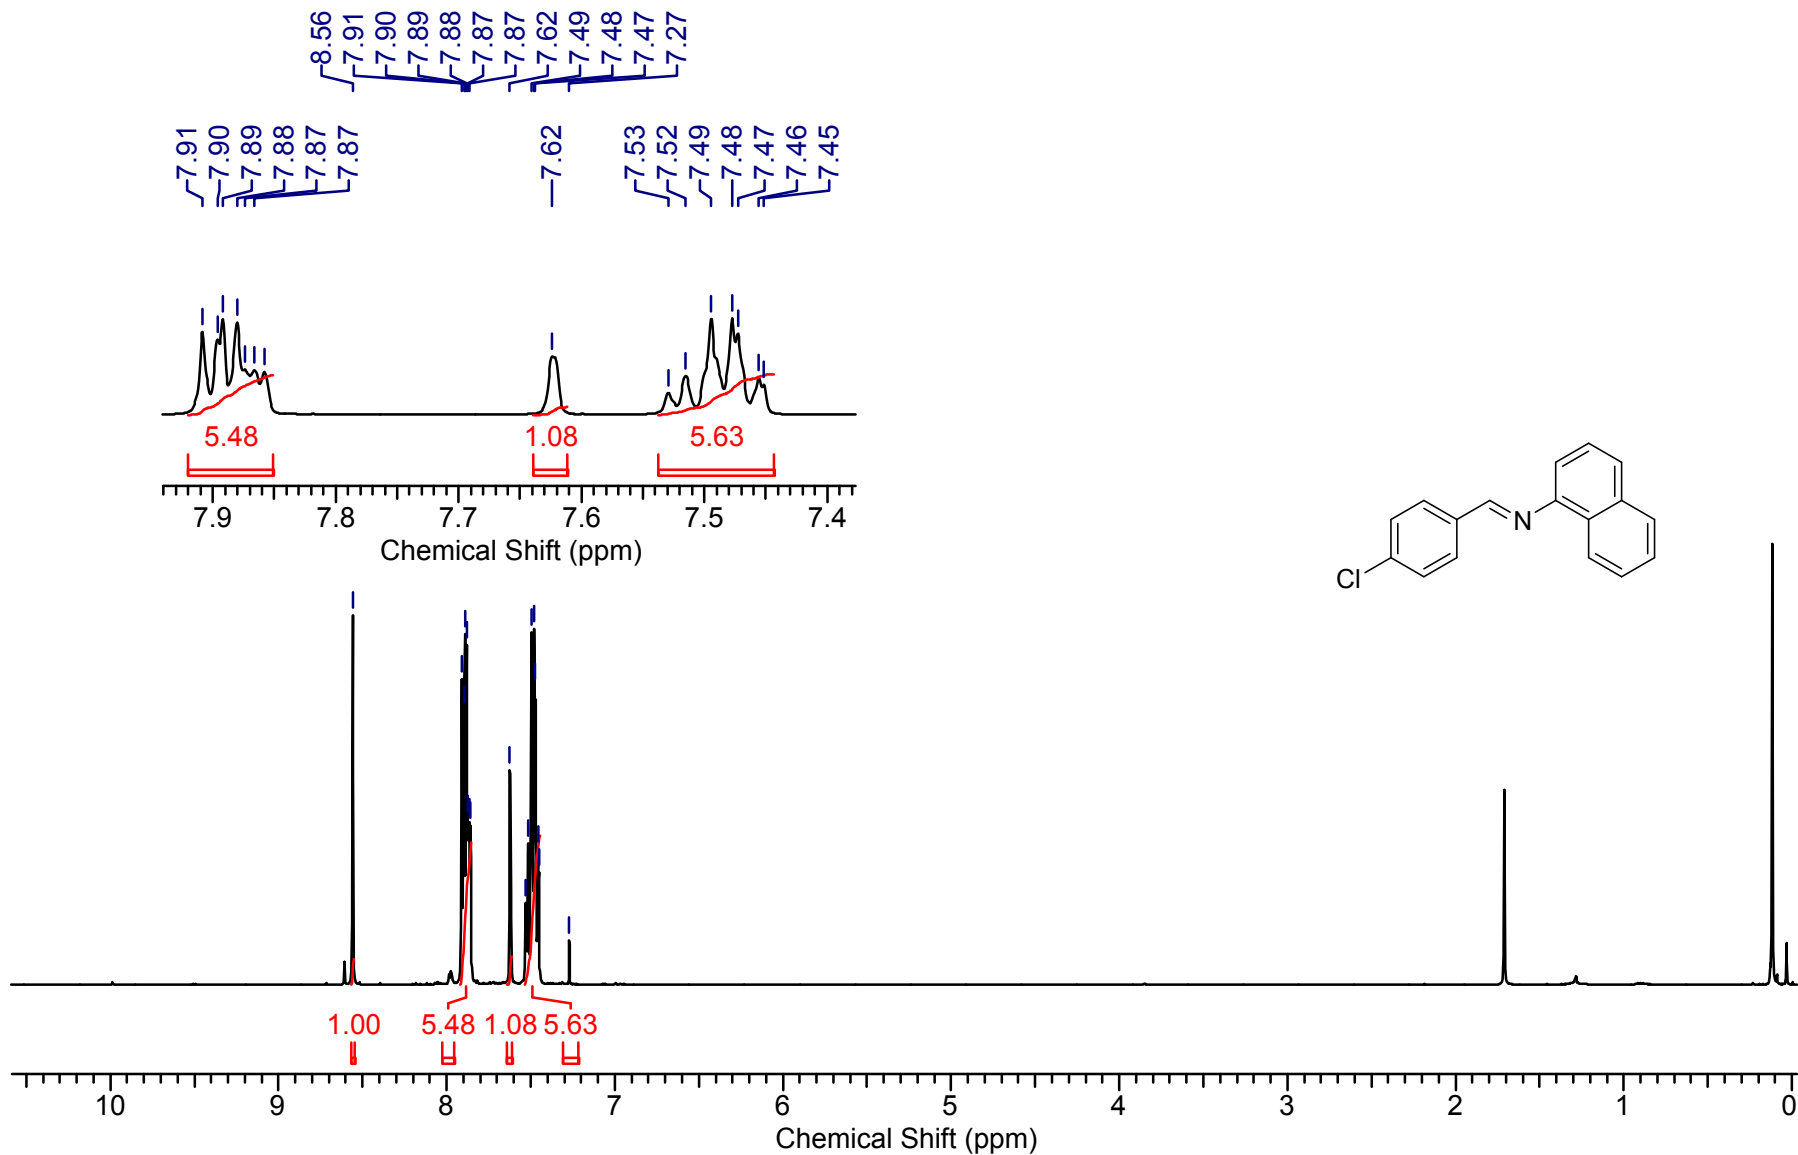 8.56 7.91 7.90 7.89 7.88 7.87 7.87 7.62 7.49 7.48 7.47 7.27
7.91 7.90 7.89 7.88 7.87 7.87 7.62 7.53 7.52 7.49 7.48 7.47 7.46 7.45
5.48 1.08 5.63
7.9 7.8 7.7 7.6 7.5 7.4
Chemical Shift (ppm)
N
Cl
1.00 5.48 1.08 5.63
10 9 8 7 6 5 4 3 2 1 0
Chemical Shift (ppm)